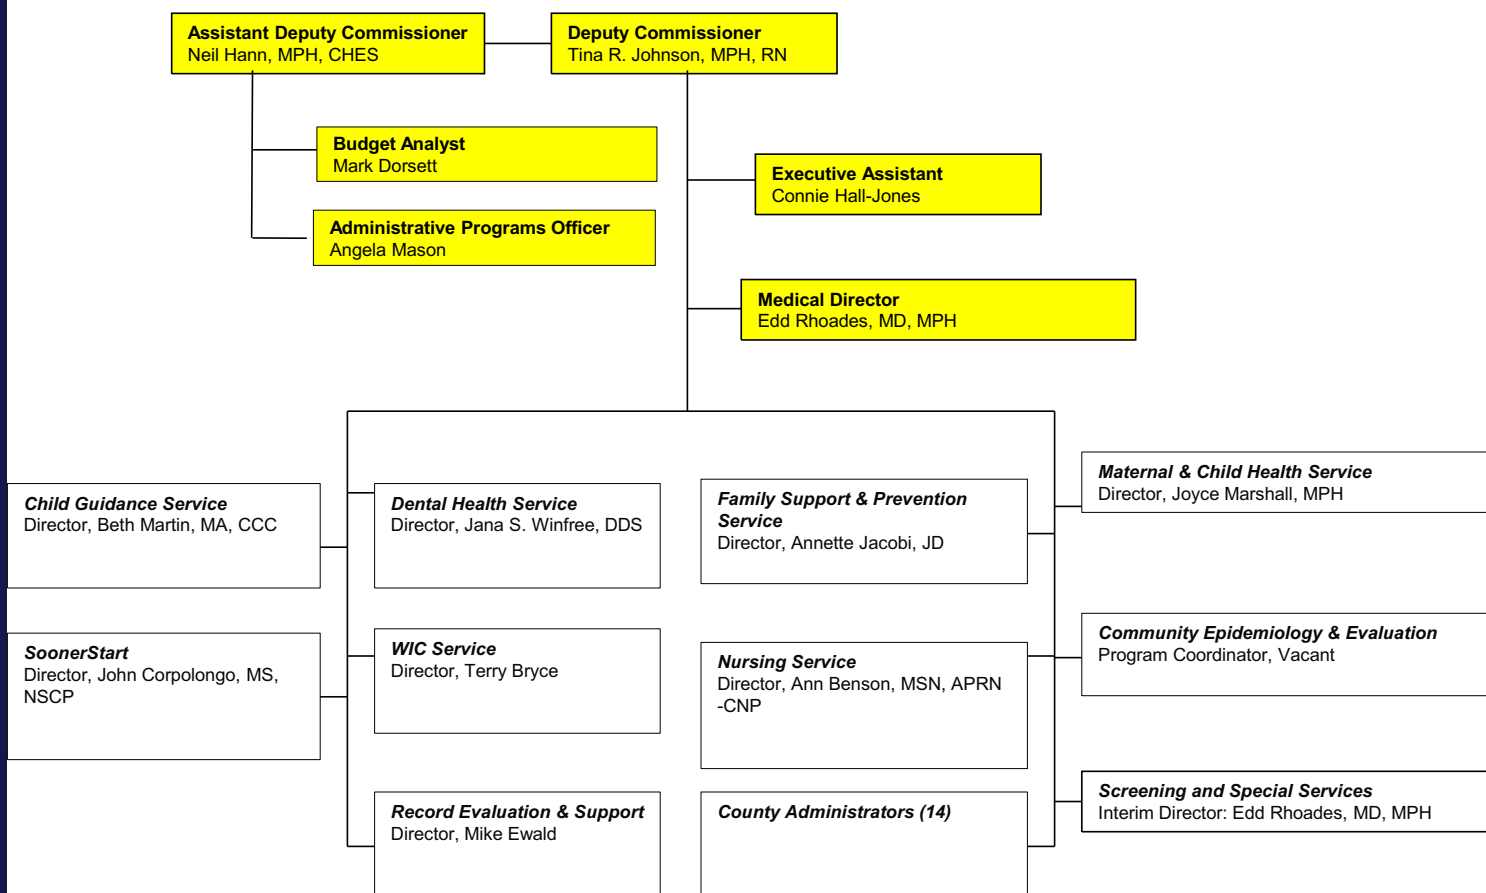 Assistant Deputy Commissioner
Neil Hann, MPH, CHES
Deputy Commissioner
Tina R. Johnson, MPH, RN
Budget Analyst
Mark Dorsett
Executive Assistant
Connie Hall-Jones
Administrative Programs Officer
Angela Mason
Medical Director
Edd Rhoades, MD, MPH
Child Guidance Service
Director, Beth Martin, MA, CCC
Dental Health Service
Director, Jana S. Winfree, DDS
Family Support & Prevention
Service
Director, Annette Jacobi, JD
Maternal & Child Health Service
Director, Joyce Marshall, MPH
SoonerStart
Director, John Corpolongo, MS,
NSCP
WIC Service
Director, Terry Bryce
Nursing Service
Director, Ann Benson, MSN, APRN
-CNP
Community Epidemiology & Evaluation
Program Coordinator, Vacant
Record Evaluation & Support
Director, Mike Ewald
County Administrators (14)
Screening and Special Services
Interim Director: Edd Rhoades, MD, MPH